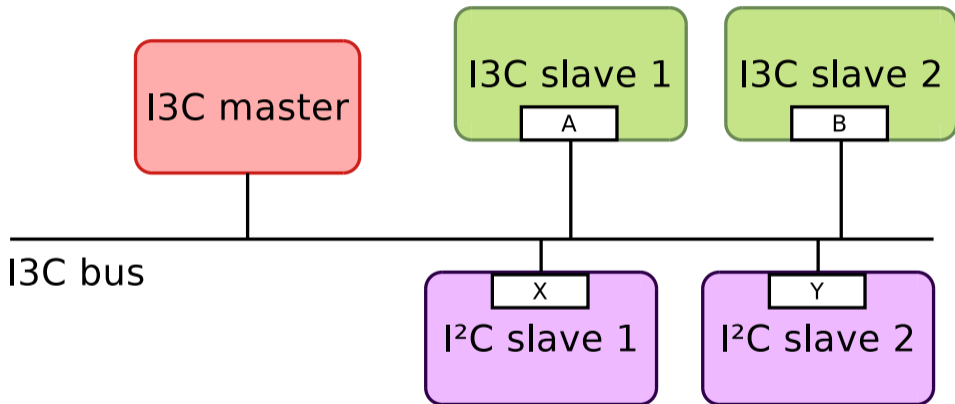 I3C master
I3C slave 1
A
I3C slave 2
B
I3C bus
X
I²C slave 1
Y
I²C slave 2